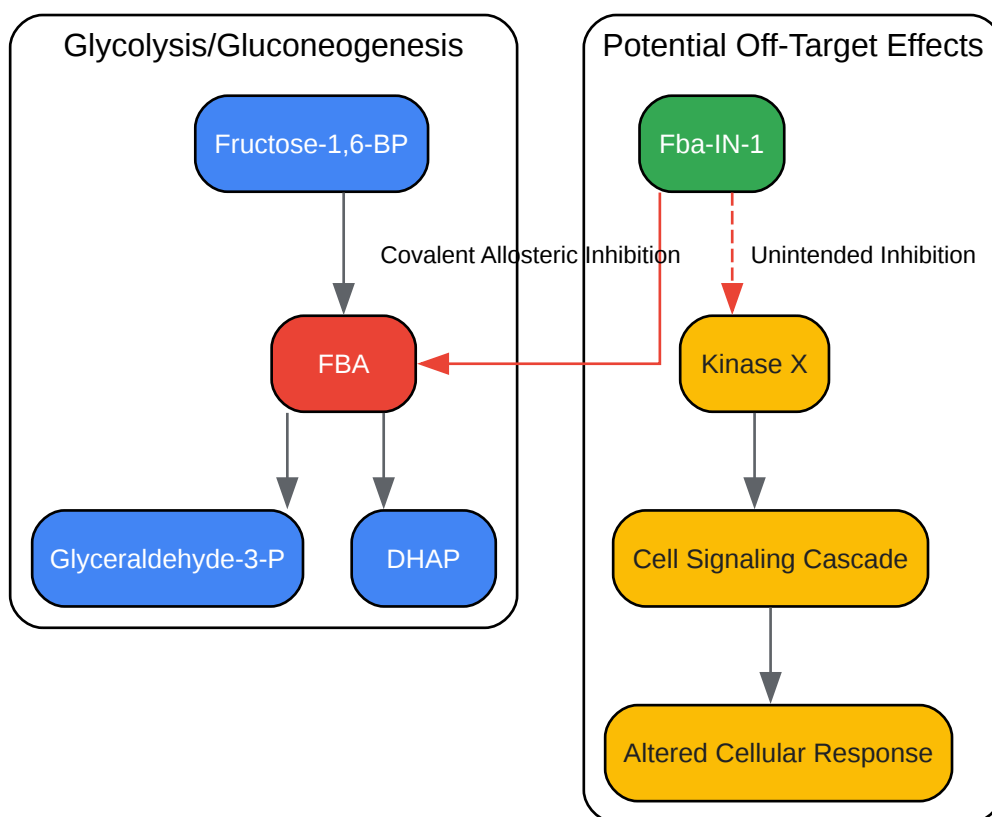 Glycolysis/Gluconeogenesis
Fructose-1,6-BP
Covalent Allosteric Inhibition
FBA
Glyceraldehyde-3-P
DHAP
Potential Off-Target Effects
Fba-IN-1
Unintended Inhibition
Kinase X
Cell Signaling Cascade
Altered Cellular Response